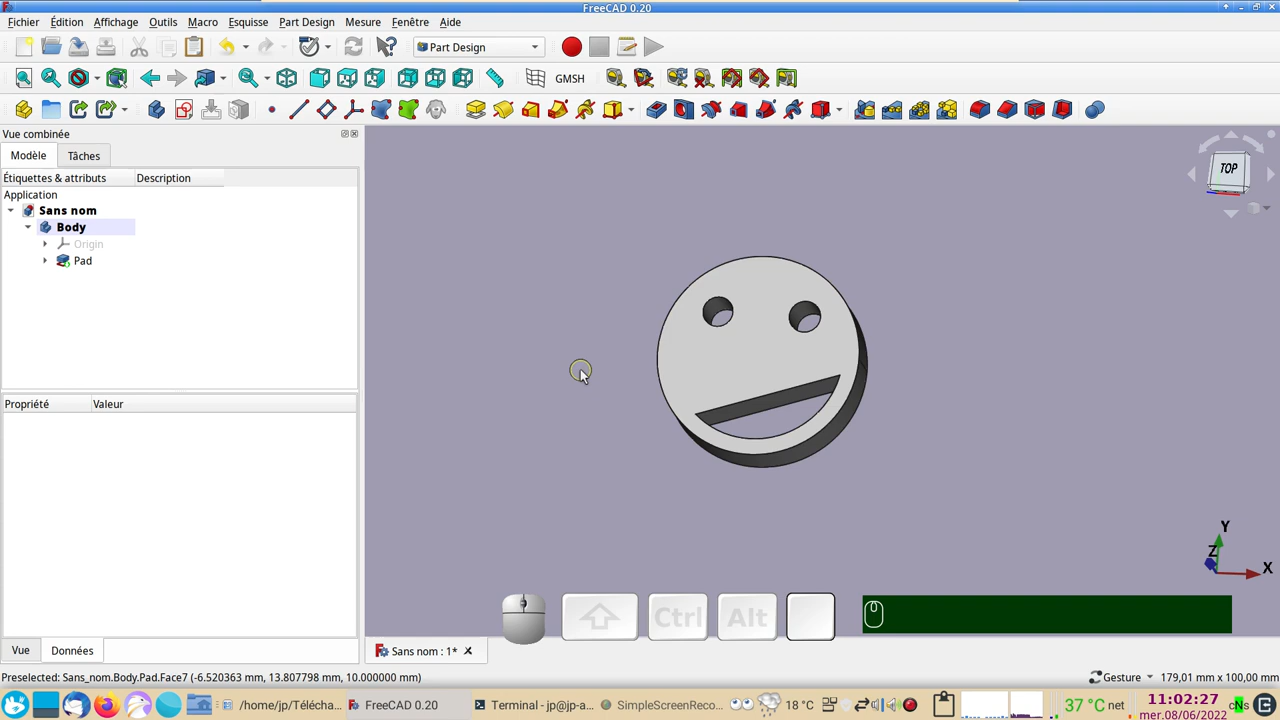 FreeCAD 0.20
Fichier Édition Affichage Outils Macro Esquisse Part Design Mesure Fenêtre Aide
Part Design
GMSH
Vue combinée
Modèle Tâches
Étiquettes & attributs Description
Application
Sans nom
Body
Origin
Pad
TOP
Propriété Valeur
Y
Z
X
Ctrl Alt
Vue Données
Sans nom : 1*
Preselected: Sans_nom.Body.Pad.Face7 (-6.520363 mm, 13.807798 mm, 10.000000 mm)
Gesture 179,01 mm x 100,00 mm
/home/jp/Télécha... FreeCAD 0.20 Terminal - jp@jp-a... SimpleScreenReco... 18 °C 37 °C net 11:02:27
mer.08/06/2022